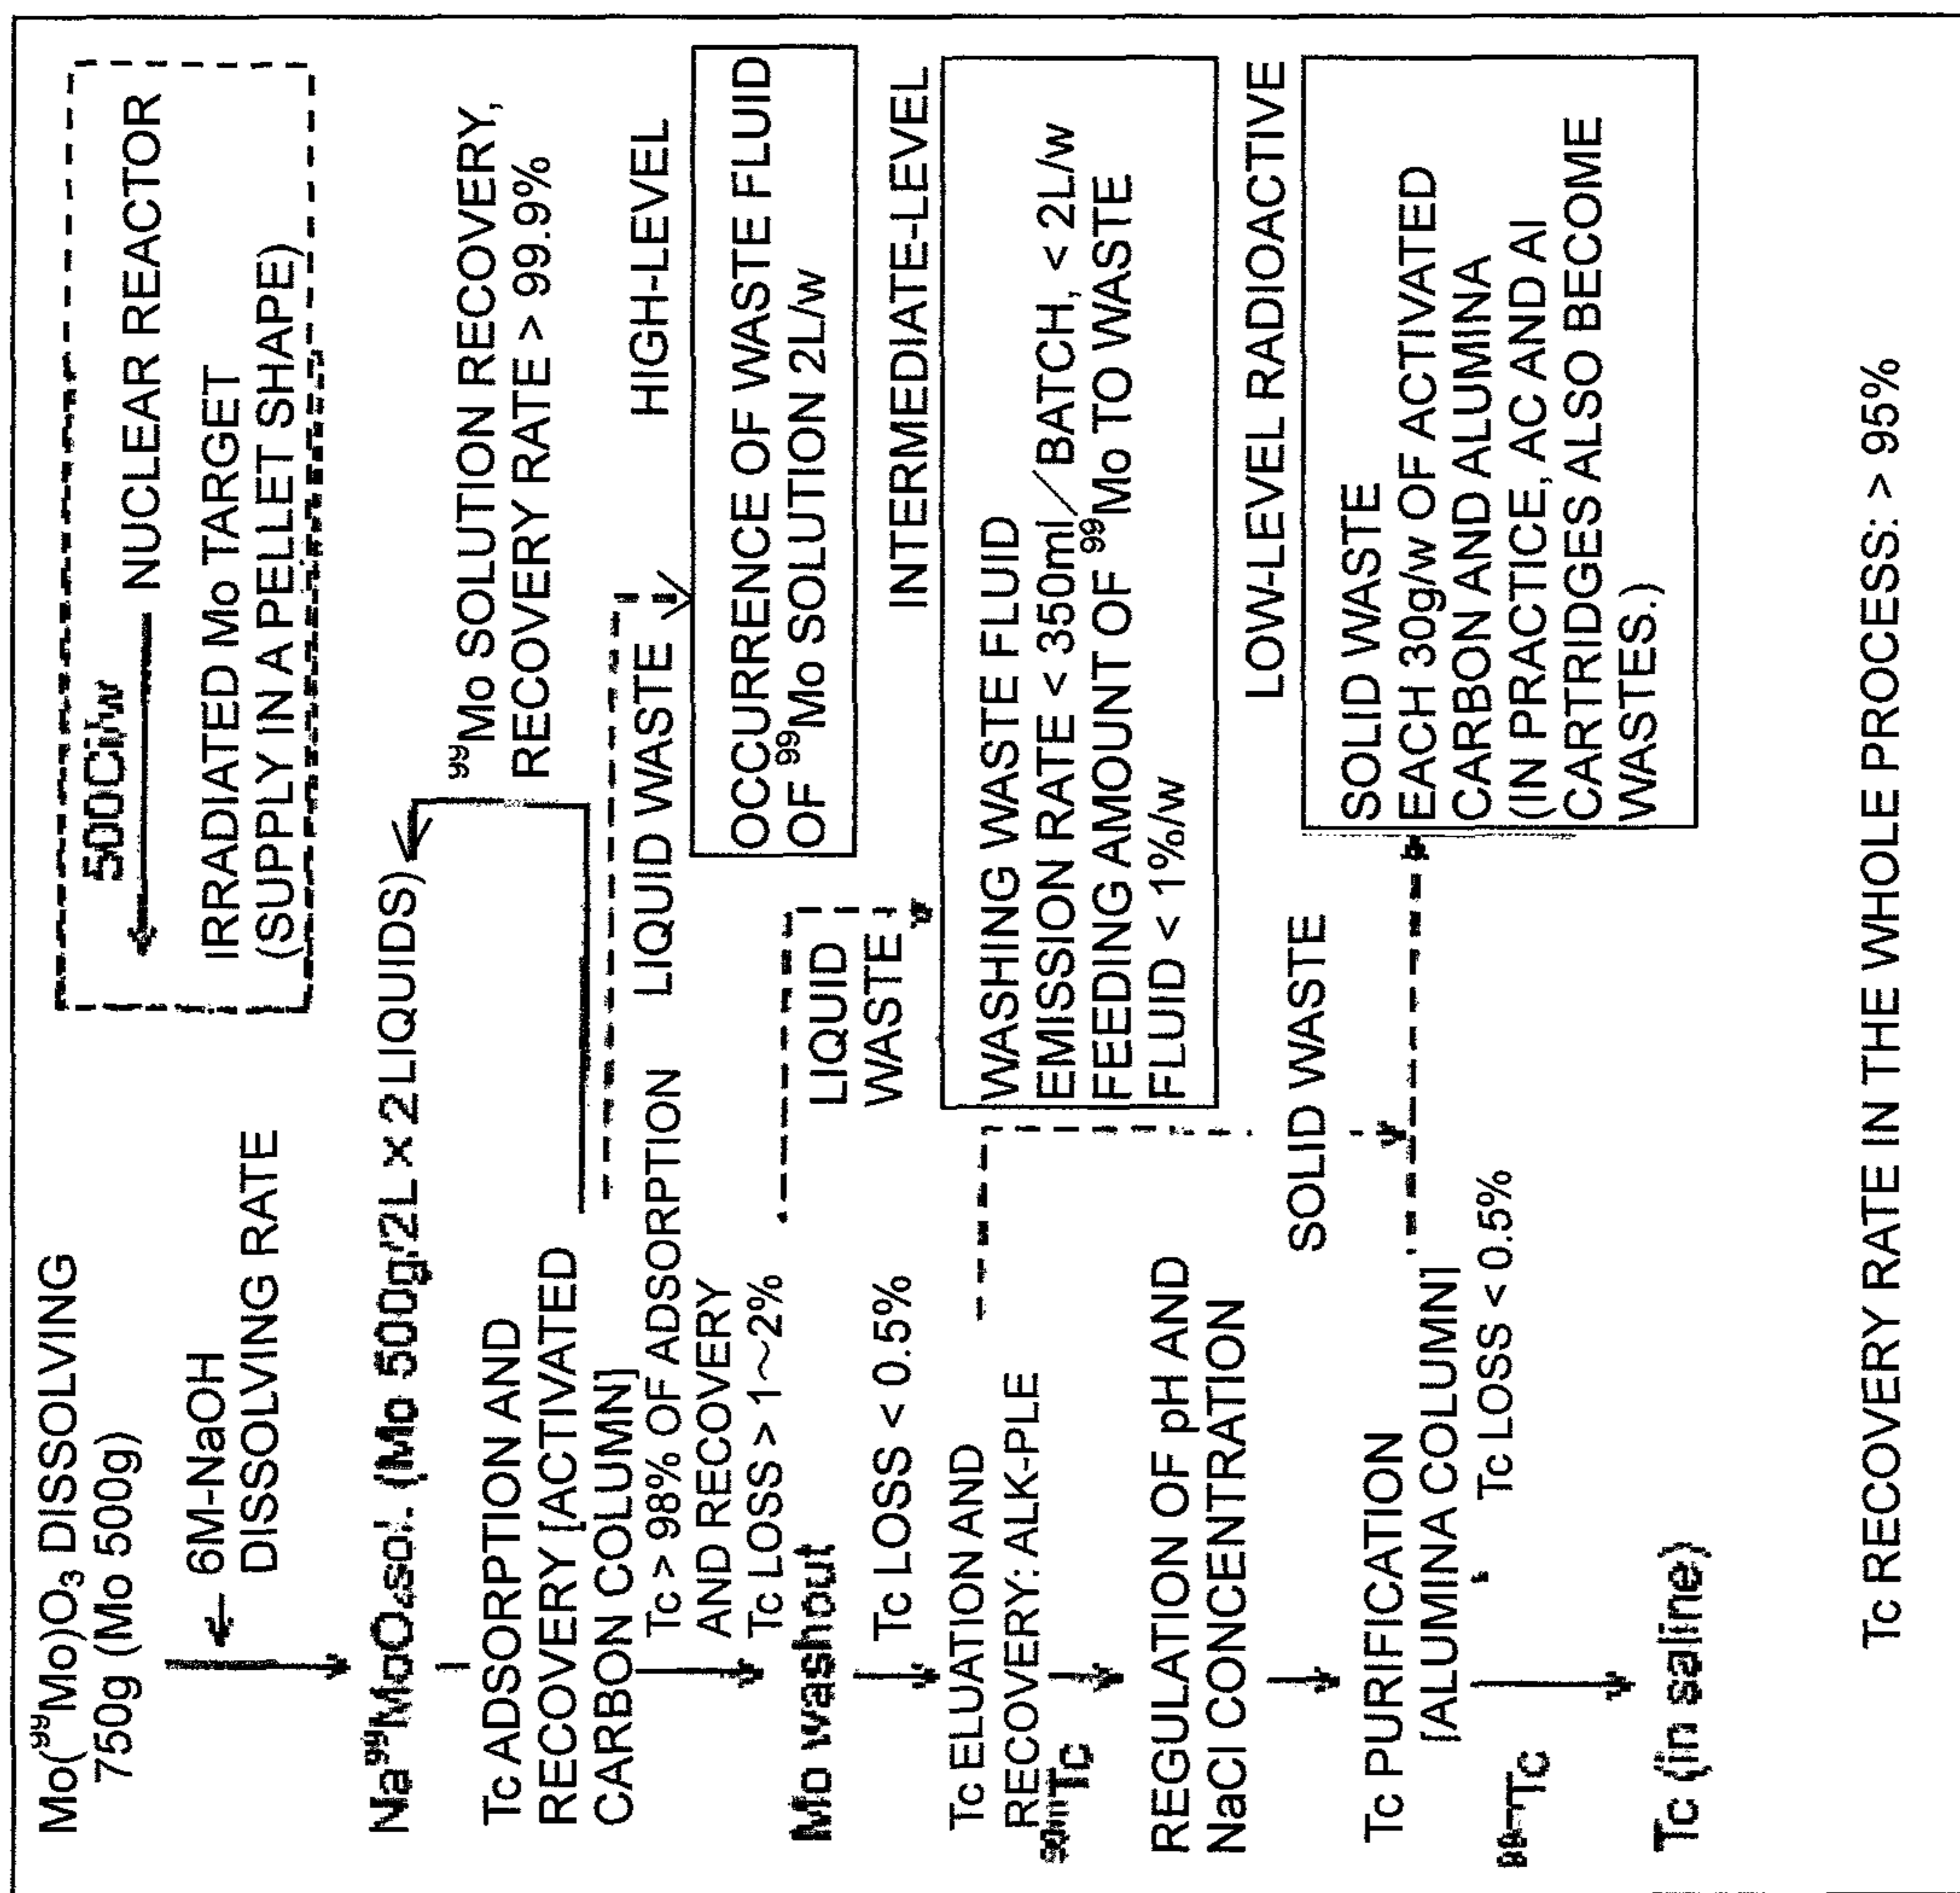 Mo(⁹⁹Mo)O₃ DISSOLVING
750g (Mo 500g)
6M-NaOH
DISSOLVING RATE
500Ci/w
NUCLEAR REACTOR
IRRADIATED Mo TARGET
(SUPPLY IN A PELLET SHAPE)
Na⁹⁹MoO₄sol. (Mo 500g/2L×2LIQUIDS)
⁹⁹Mo SOLUTION RECOVERY,
RECOVERY RATE > 99.9%
Tc ADSORPTION AND
RECOVERY [ACTIVATED
CARBON COLUMN]
LIQUID WASTE
HIGH-LEVEL
OCCURRENCE OF WASTE FLUID
OF ⁹⁹Mo SOLUTION 2L/w
Tc > 98% OF ADSORPTION
AND RECOVERY
Tc LOSS > 1～2%
Mo washout
LIQUID
WASTE
INTERMEDIATE-LEVEL
WASHING WASTE FLUID
EMISSION RATE < 350ml／BATCH, < 2L/w
FEEDING AMOUNT OF ⁹⁹Mo TO WASTE
FLUID < 1%/w
Tc LOSS < 0.5%
Tc ELUATION AND
RECOVERY: ALK-PLE
⁹⁹ᵐTc
REGULATION OF pH AND
NaCl CONCENTRATION
SOLID WASTE
LOW-LEVEL RADIOACTIVE
SOLID WASTE
EACH 30g/w OF ACTIVATED
CARBON AND ALUMINA
(IN PRACTICE, AC AND Al
CARTRIDGES ALSO BECOME
WASTES.)
Tc PURIFICATION
[ALUMINA COLUMN]
Tc LOSS < 0.5%
⁹⁹ᵐTc
Tc (in saline)
Tc RECOVERY RATE IN THE WHOLE PROCESS: > 95%